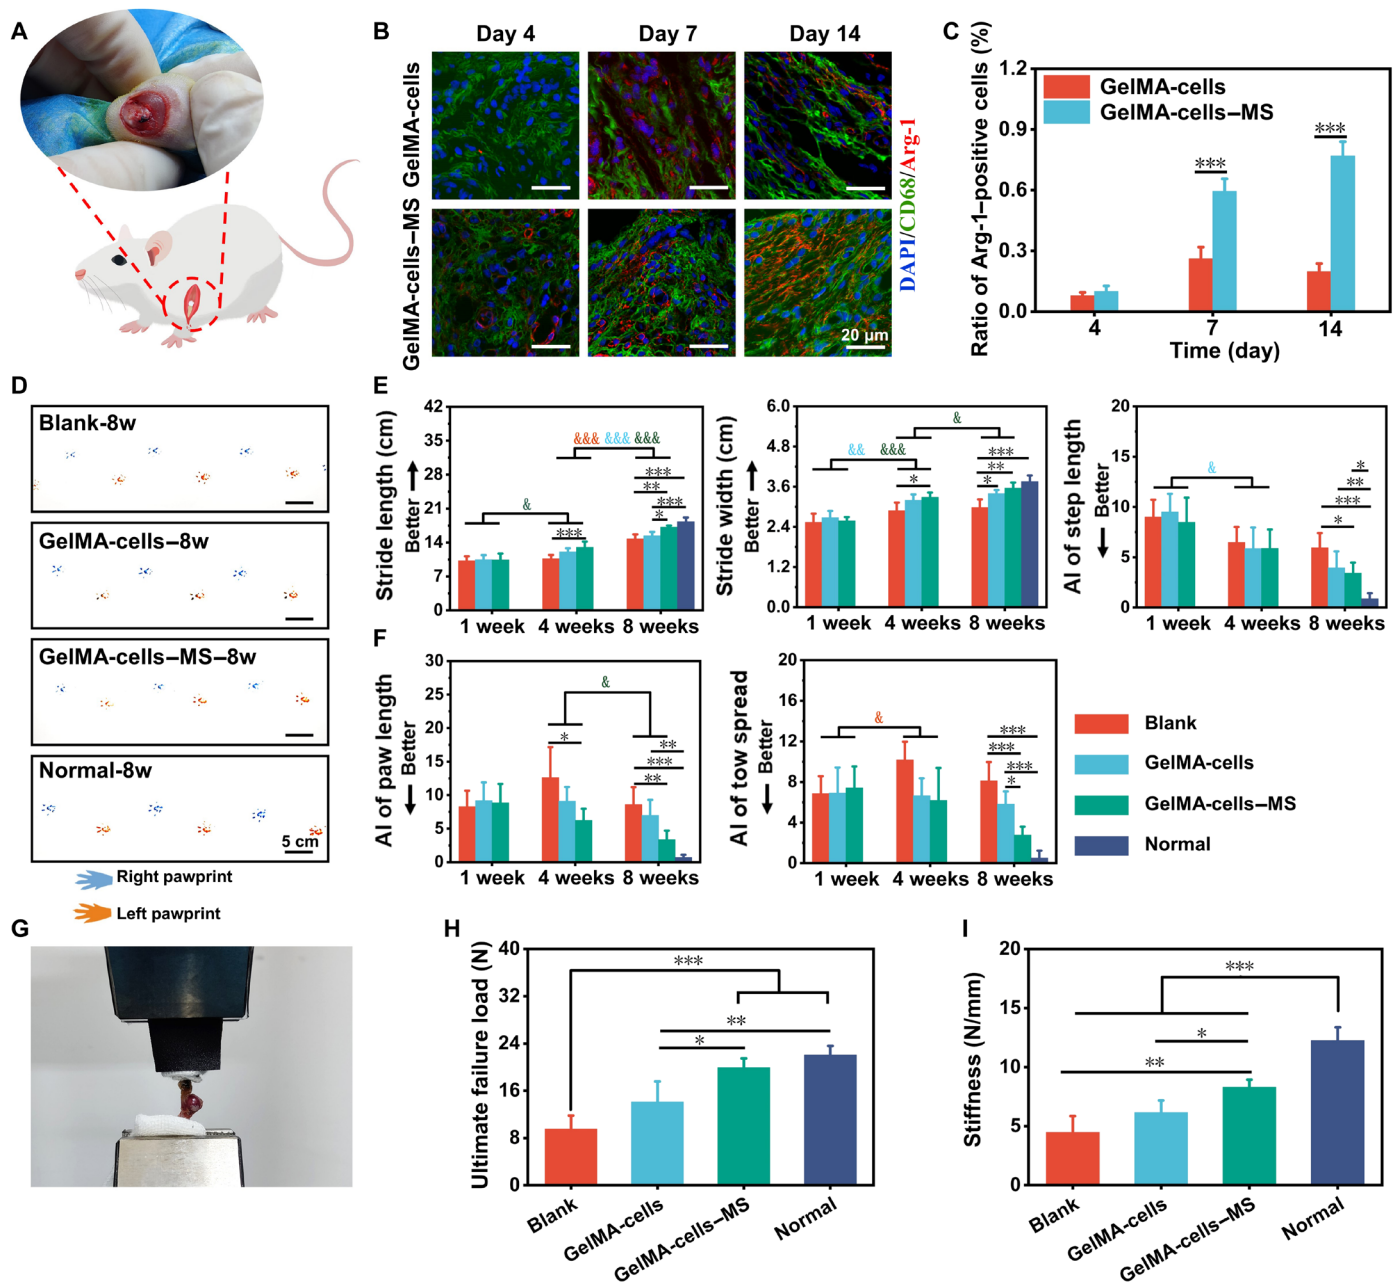 A
B
Day 4
Day 7
Day 14
GelMA-cells
GelMA-cells–MS
DAPI/CD68/Arg-1
20 μm
C
Ratio of Arg-1–positive cells (%)
1.2
0.9
0.6
0.3
0.0
GelMA-cells
GelMA-cells–MS
***
***
4
7
14
Time (day)
D
Blank-8w
GelMA-cells–8w
GelMA-cells–MS–8w
Normal-8w
5 cm
Right pawprint
Left pawprint
E
Stride length (cm)
Better
42
35
28
21
14
7
0
&
***
&&& &&& &&&
***
**
***
*
1 week
4 weeks
8 weeks
Stride width (cm)
Better
6.0
4.8
3.6
2.4
1.2
0.0
&& &&&
*
&
***
**
*
1 week
4 weeks
8 weeks
AI of step length
Better
20
15
10
5
0
&
*
**
***
*
1 week
4 weeks
8 weeks
F
AI of paw length
Better
30
25
20
15
10
5
0
&
*
**
***
**
1 week
4 weeks
8 weeks
AI of tow spread
Better
20
16
12
8
4
0
&
***
***
***
*
1 week
4 weeks
8 weeks
Blank
GelMA-cells
GelMA-cells–MS
Normal
G
H
Ultimate failure load (N)
40
32
24
16
8
0
***
**
*
Blank
GelMA-cells
GelMA-cells–MS
Normal
I
Stiffness (N/mm)
20
15
10
5
0
***
*
**
Blank
GelMA-cells
GelMA-cells–MS
Normal